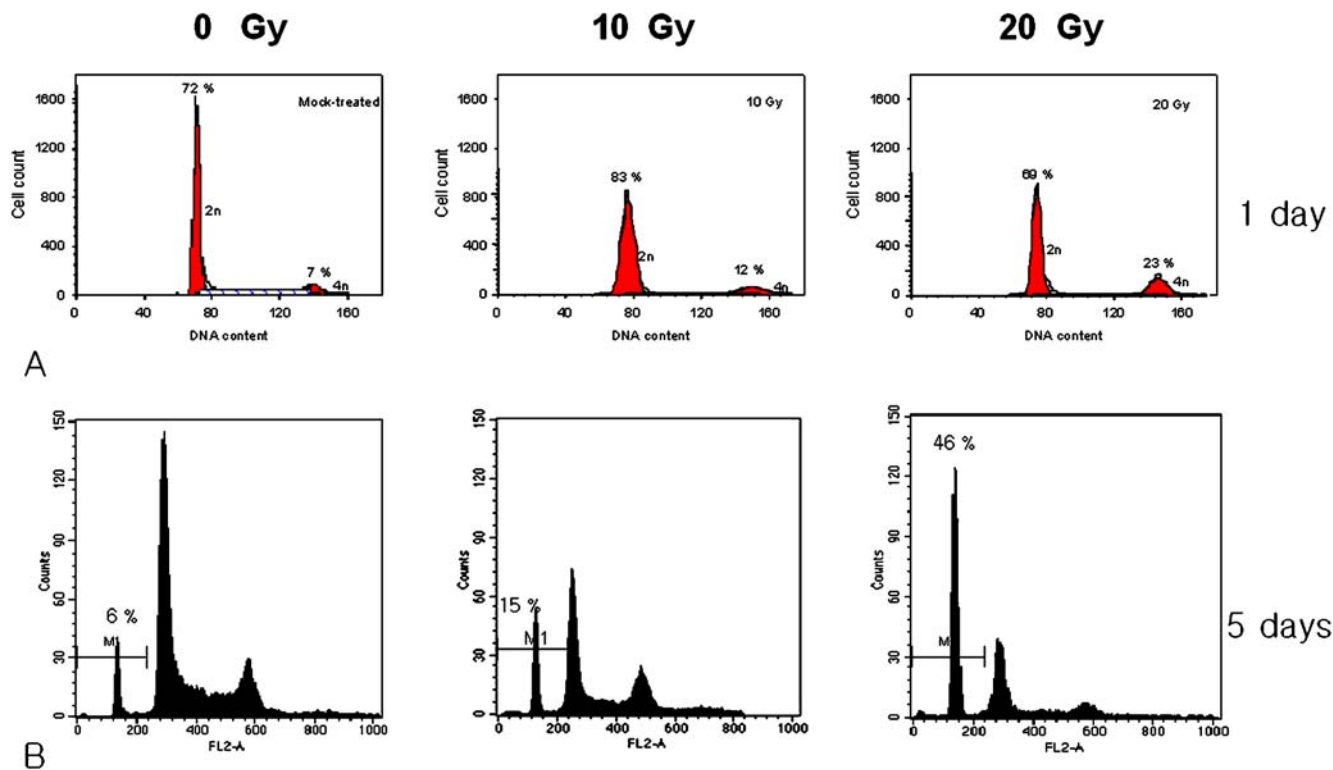 0 Gy
10 Gy
20 Gy
72 %
Mock-treated
1600
1200
800
400
0
Cell count
2n
7 %
4n
0 40 80 120 160
DNA content
10 Gy
1600
1200
800
400
0
Cell count
83 %
2n
12 %
4n
0 40 80 120 160
DNA content
20 Gy
1600
1200
800
400
0
Cell count
69 %
2n
23 %
4n
0 40 80 120 160
DNA content
1 day
A
150
120
90
60
30
0
Counts
6 %
M1
0 200 400 600 800 1000
FL2-A
150
120
90
60
30
0
Counts
15 %
M1
0 200 400 600 800 1000
FL2-A
150
120
90
60
30
0
Counts
46 %
M
0 200 400 600 800 1000
FL2-A
5 days
B